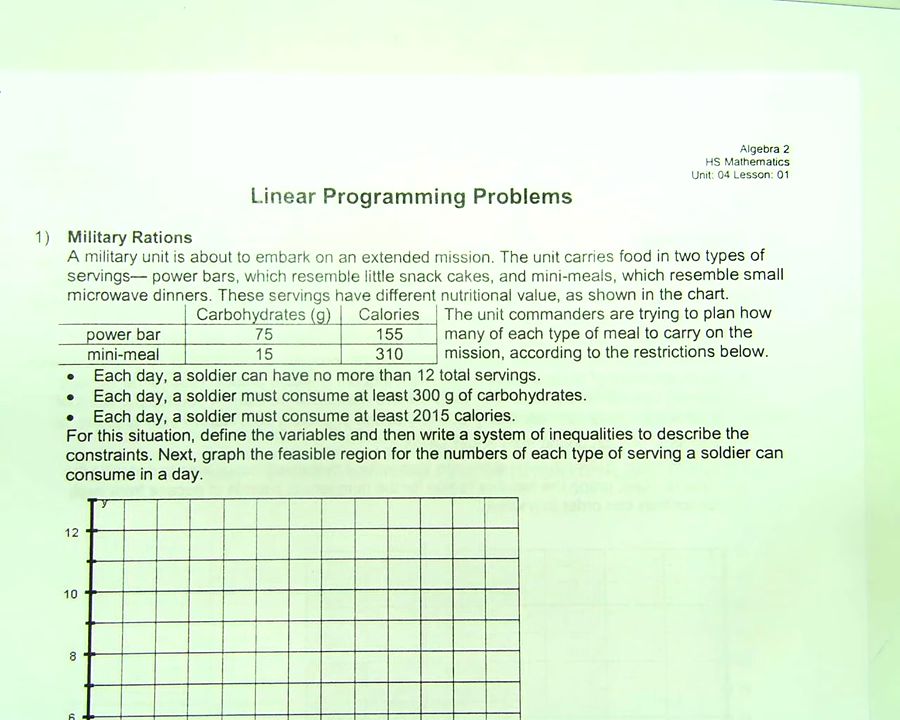 Algebra 2
HS Mathematics
Unit: 04 Lesson: 01
Linear Programming Problems
1) Military Rations
A military unit is about to embark on an extended mission. The unit carries food in two types of
servings— power bars, which resemble little snack cakes, and mini-meals, which resemble small
microwave dinners. These servings have different nutritional value, as shown in the chart.
Carbohydrates (g) Calories
power bar 75 155
mini-meal 15 310
The unit commanders are trying to plan how
many of each type of meal to carry on the
mission, according to the restrictions below.
• Each day, a soldier can have no more than 12 total servings.
• Each day, a soldier must consume at least 300 g of carbohydrates.
• Each day, a soldier must consume at least 2015 calories.
For this situation, define the variables and then write a system of inequalities to describe the
constraints. Next, graph the feasible region for the numbers of each type of serving a soldier can
consume in a day.
y
12
10
8
6